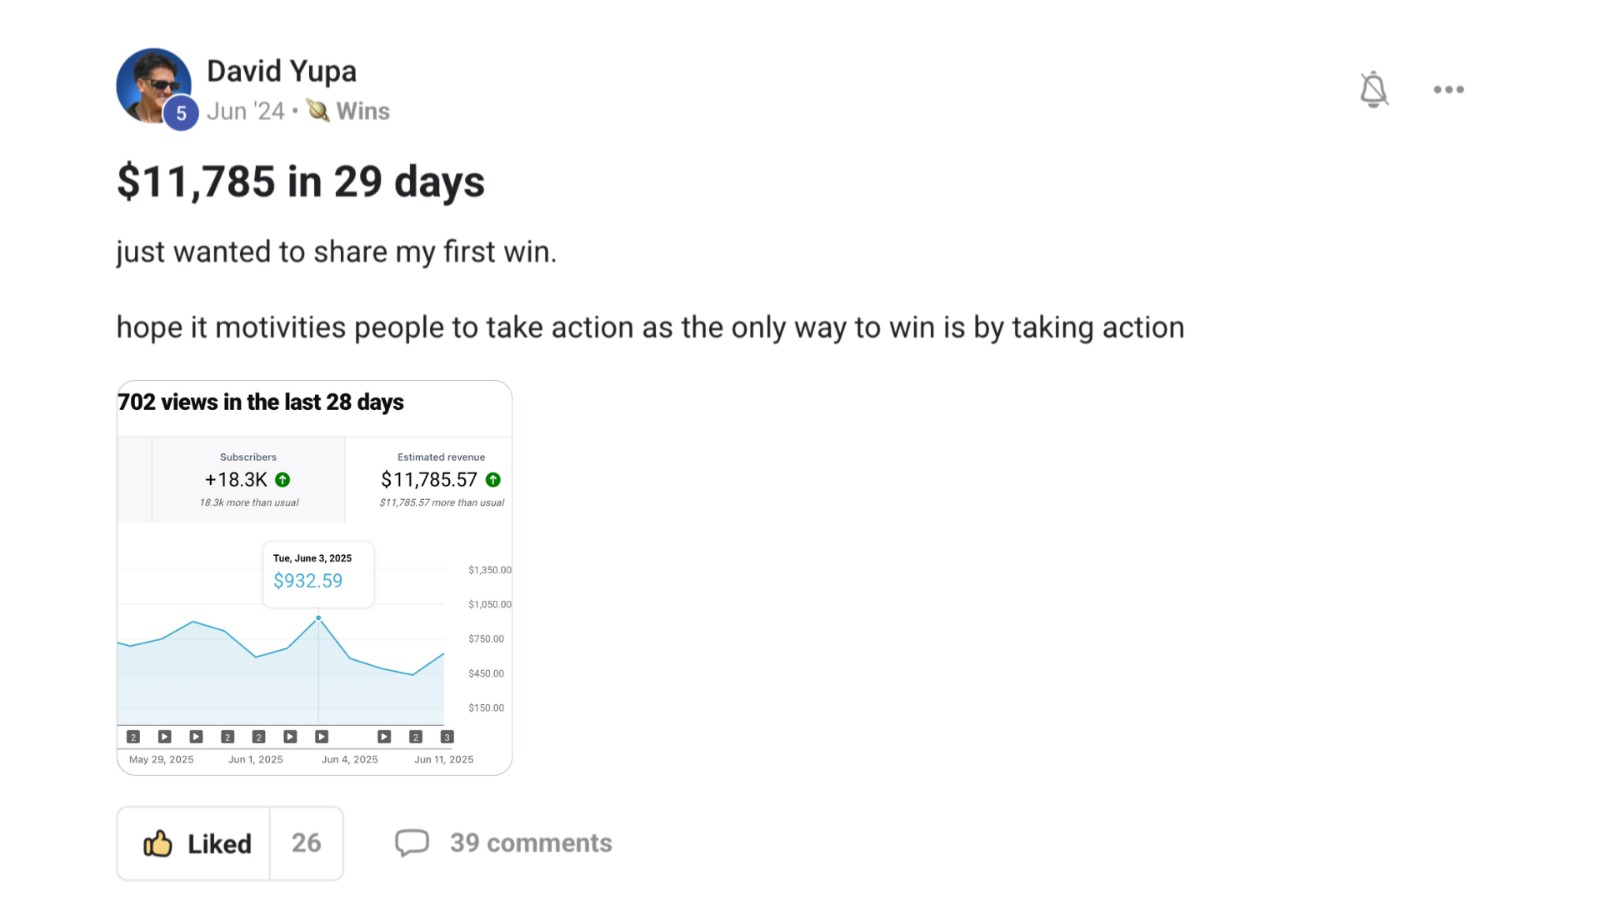 David Yupa
5
Jun '24 • Wins
$11,785 in 29 days
just wanted to share my first win.
hope it motivities people to take action as the only way to win is by taking action
702 views in the last 28 days
Subscribers
+18.3K
18.3k more than usual
Estimated revenue
$11,785.57
$11,785.57 more than usual
Tue, June 3, 2025
$932.59
$1,350.00
$1,050.00
$750.00
$450.00
$150.00
2 2 2 2 3
May 29, 2025 Jun 1, 2025 Jun 4, 2025 Jun 11, 2025
Liked 26 39 comments